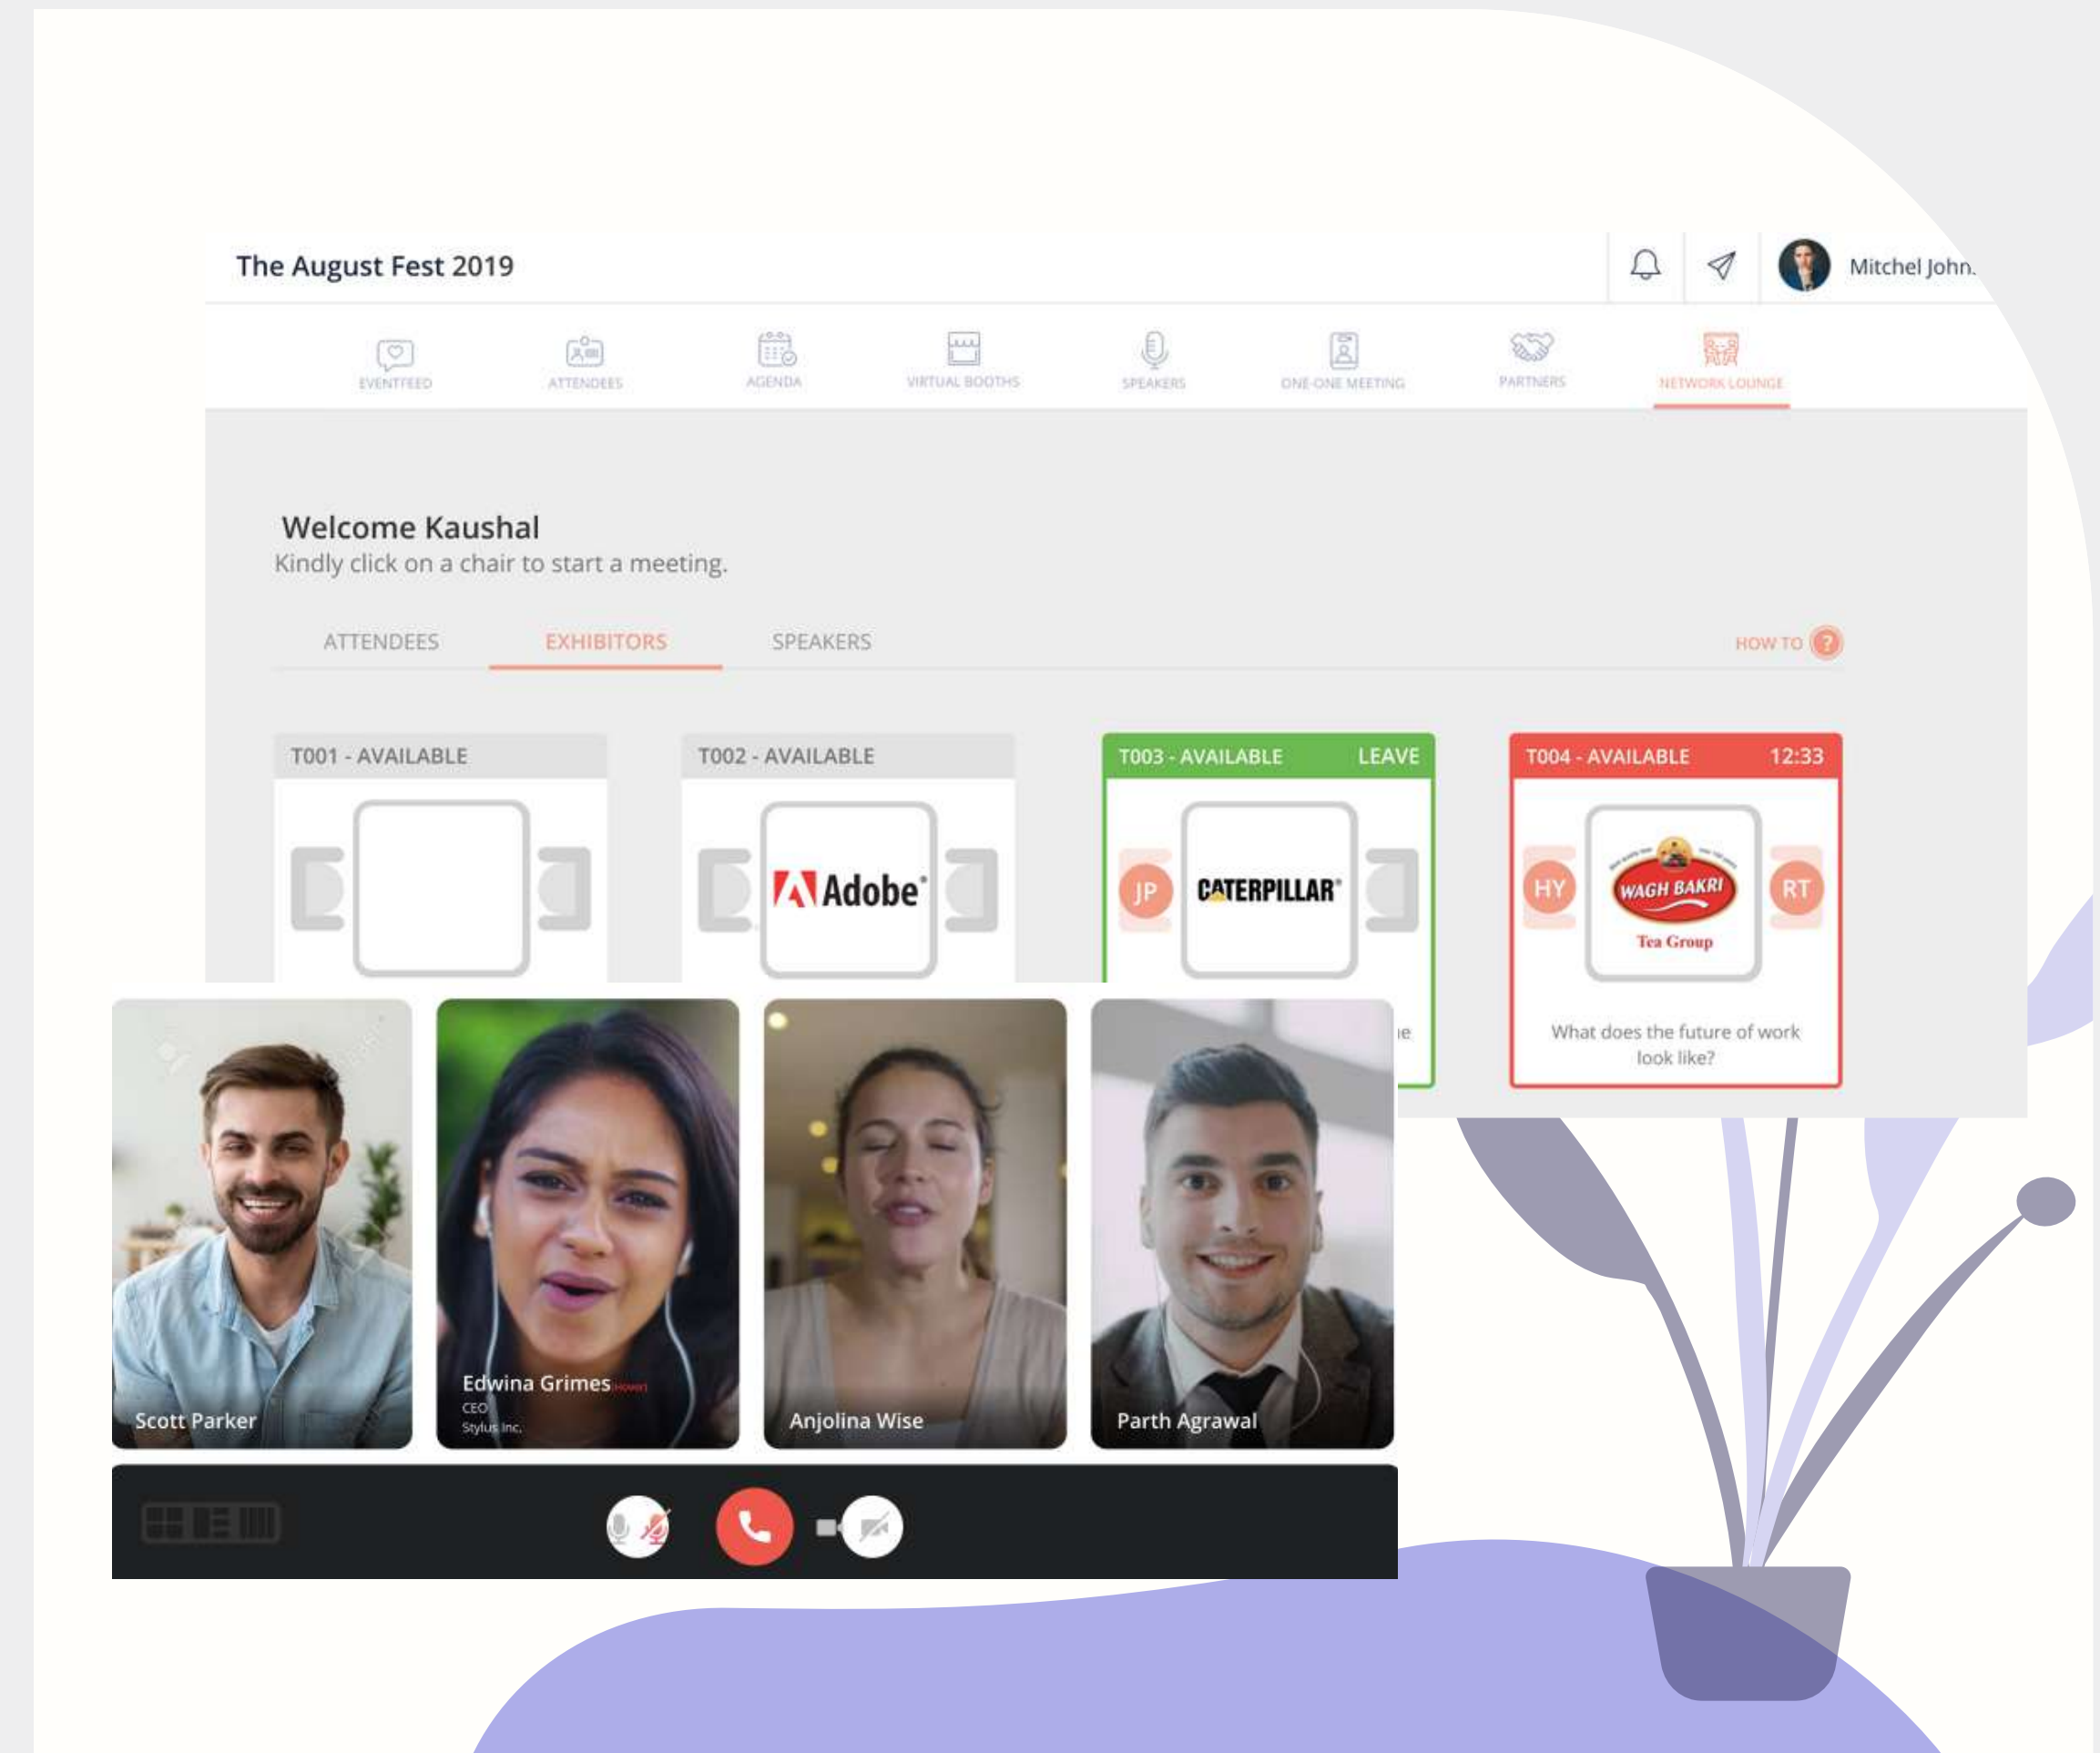 The August Fest 2019
Mitchel John.
EVENTFEED
ATTENDEES
AGENDA
VIRTUAL BOOTHS
SPEAKERS
ONE-ONE MEETING
PARTNERS
NETWORK LOUNGE
Welcome Kaushal
Kindly click on a chair to start a meeting.
ATTENDEES
EXHIBITORS
SPEAKERS
HOW TO ?
T001 - AVAILABLE
T002 - AVAILABLE
T003 - AVAILABLE LEAVE
T004 - AVAILABLE 12:33
Adobe®
JP
CATERPILLAR®
HY
WAGH BAKRI
Tea Group
RT
What does the future of work
look like?
Scott Parker
Edwina Grimes
CEO
Stylus Inc.
Anjolina Wise
Parth Agrawal